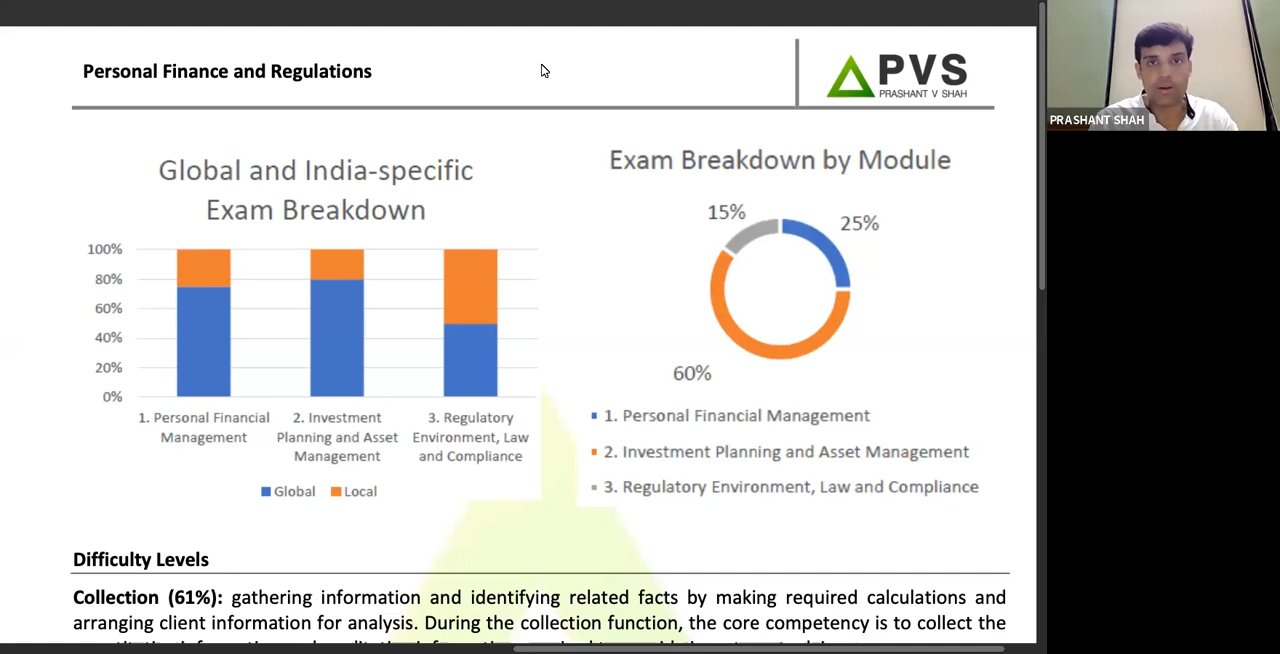 Personal Finance and Regulations
PVS
PRASHANT V SHAH
PRASHANT SHAH
Global and India-specific
Exam Breakdown
100%
80%
60%
40%
20%
0%
1. Personal Financial
Management
2. Investment
Planning and Asset
Management
3. Regulatory
Environment, Law
and Compliance
Global
Local
Exam Breakdown by Module
15%
25%
60%
1. Personal Financial Management
2. Investment Planning and Asset Management
3. Regulatory Environment, Law and Compliance
Difficulty Levels
Collection (61%): gathering information and identifying related facts by making required calculations and
arranging client information for analysis. During the collection function, the core competency is to collect the